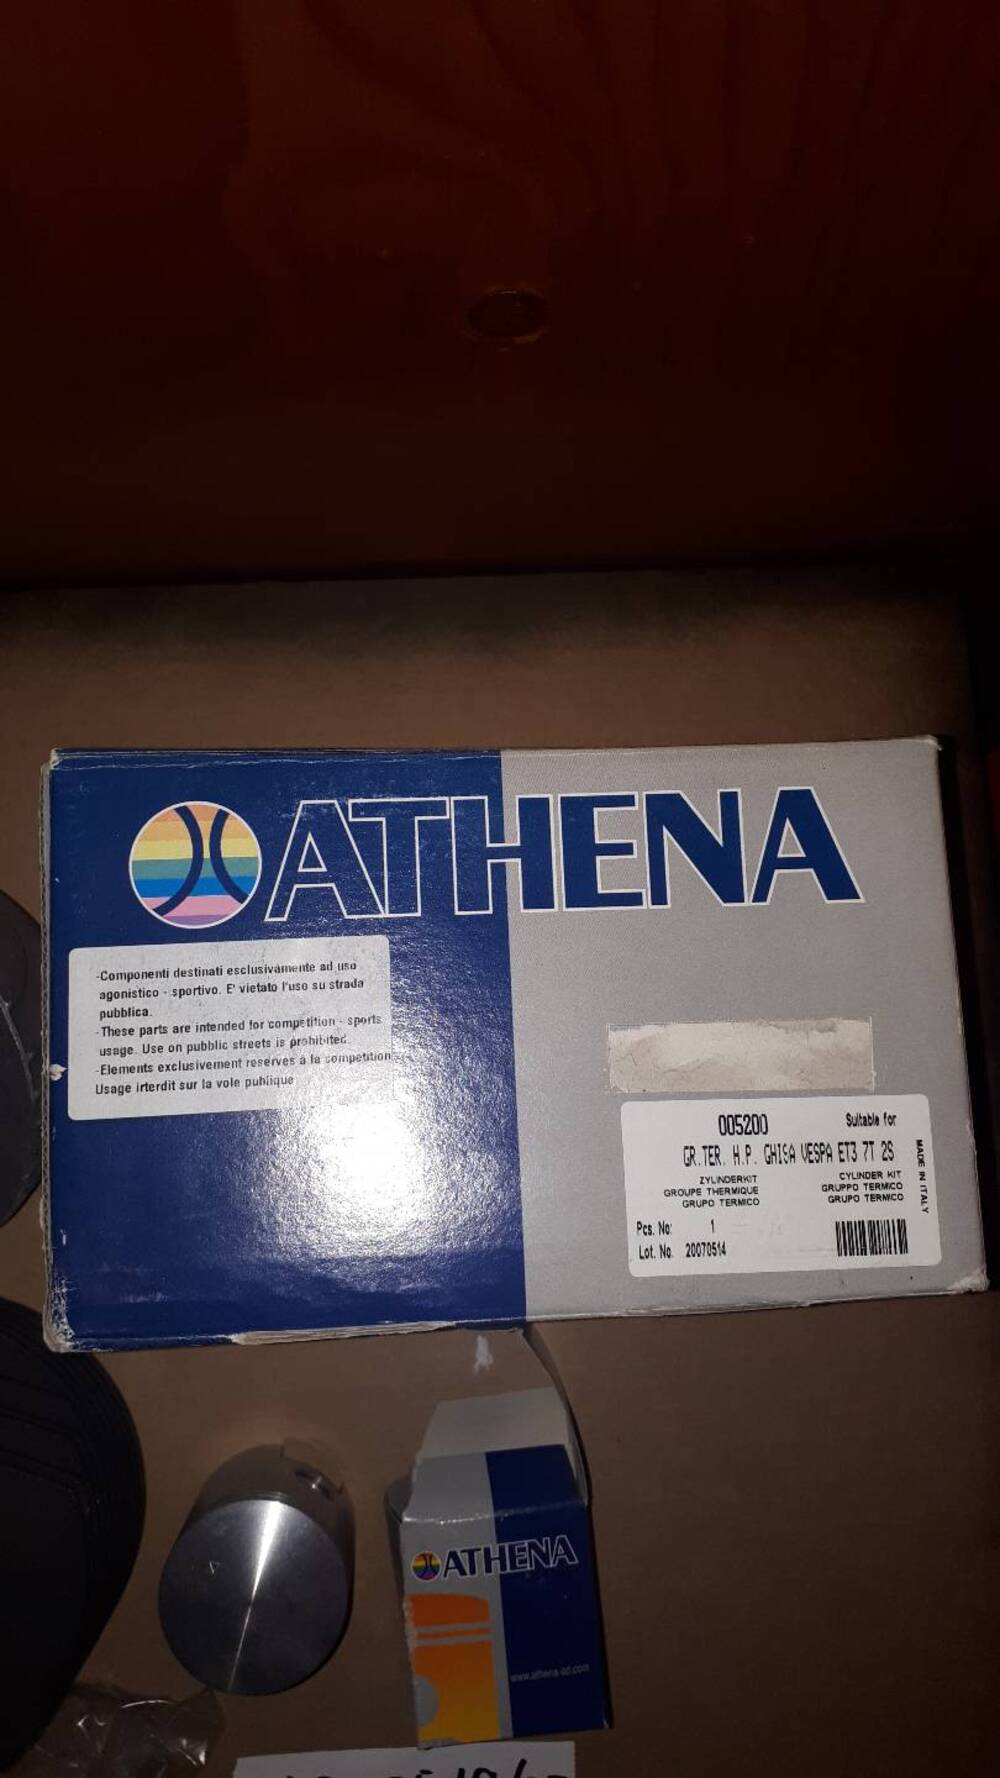 ATHENA
-Componenti destinati esclusivamente ad uso
agonistico - sportivo. E' vietato l'uso su strada
pubblica.
-These parts are intended for competition - sports
usage. Use on pubblic streets is prohibited.
-Elements exclusivement reserves à la competition
Usage irterdit sur la vole publique
005200
Suitable for
GR.TER. H.P. GHISA VESPA ET3 7T 2S
ZYLINDERKIT
GROUPE THERMIQUE
GRUPO TERMICO
CYLINDER KIT
GRUPPO TERMICO
GRUPO TERMICO
MADE IN ITALY
Pcs. No: 1
Lot. No. 20070514
ATHENA
www.athena-ad.com